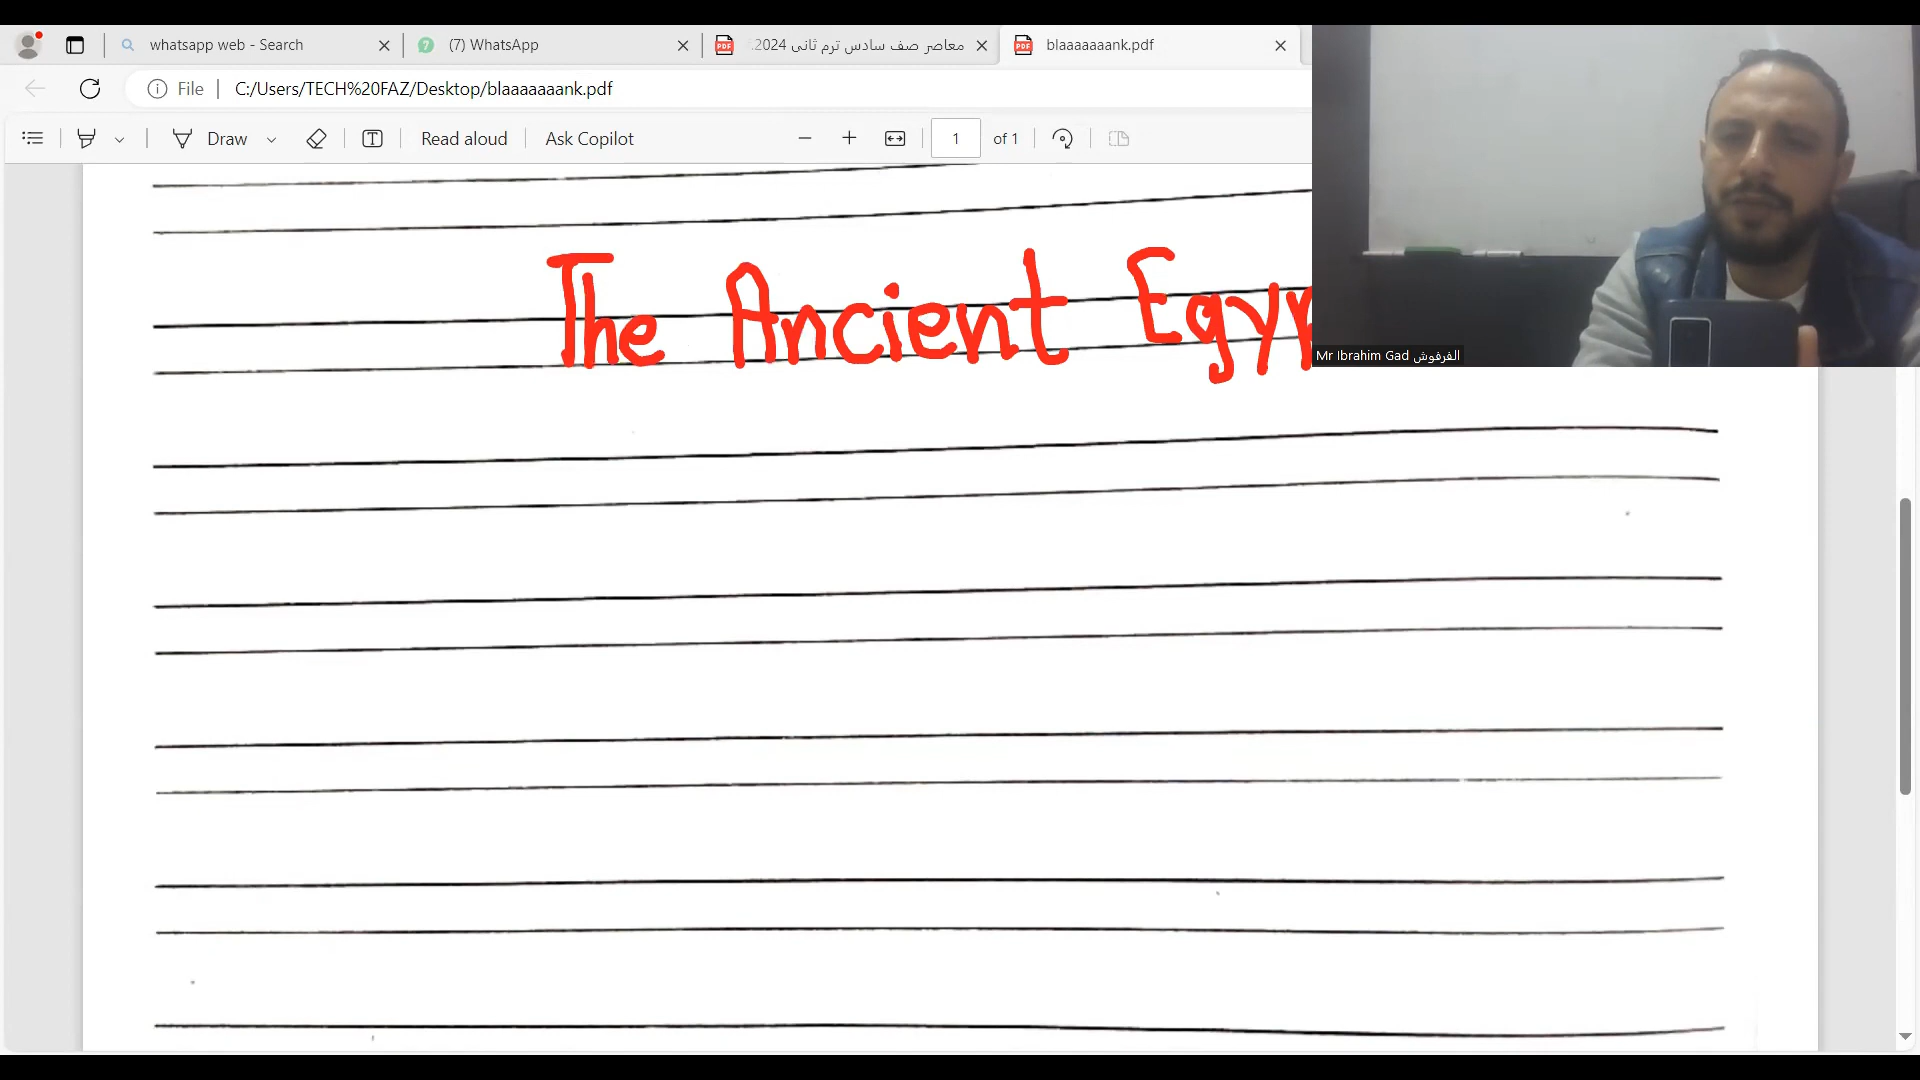 whatsapp web - Search
(7) WhatsApp
معاصر صف سادس ترم ثانى 2024
blaaaaaaank.pdf
File
C:/Users/TECH%20FAZ/Desktop/blaaaaaaank.pdf
Draw
Read aloud
Ask Copilot
1 of 1
The Ancient Egyp
Mr Ibrahim Gad الفرفوش